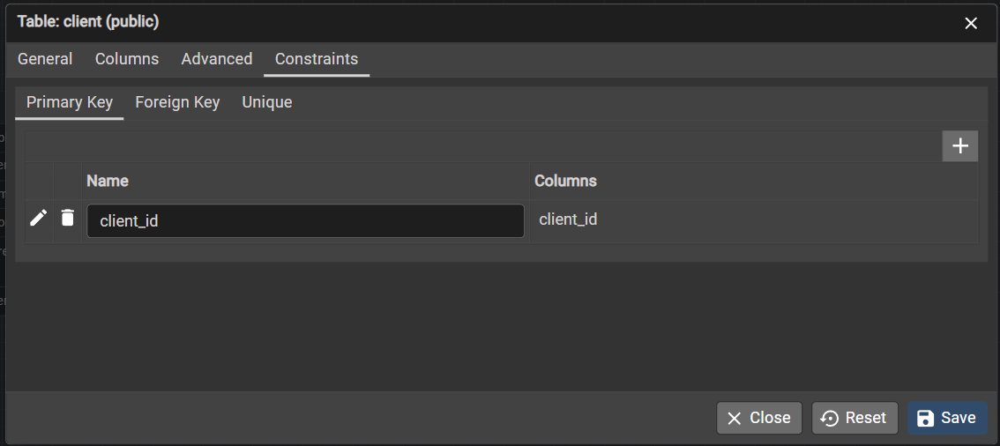 Table: client (public)
General Columns Advanced Constraints
Primary Key Foreign Key Unique
Name Columns
client_id client_id
Close Reset Save